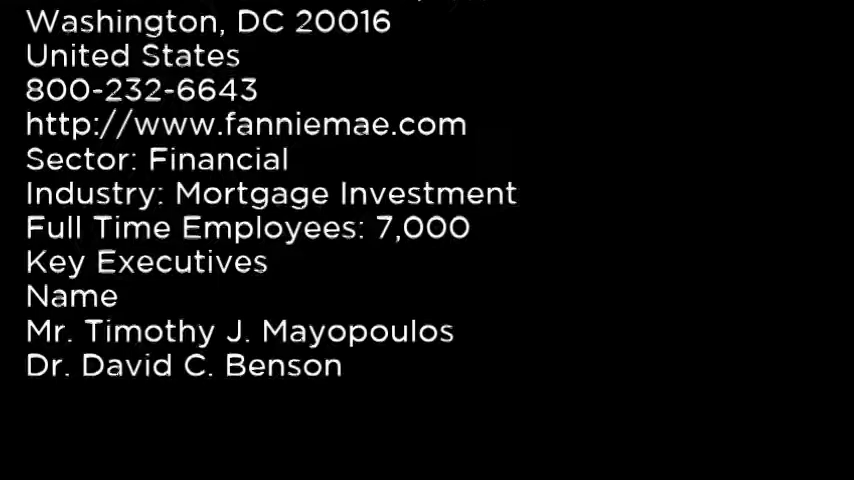 Washington, DC 20016
United States
800-232-6643
http://www.fanniemae.com
Sector: Financial
Industry: Mortgage Investment
Full Time Employees: 7,000
Key Executives
Name
Mr. Timothy J. Mayopoulos
Dr. David C. Benson